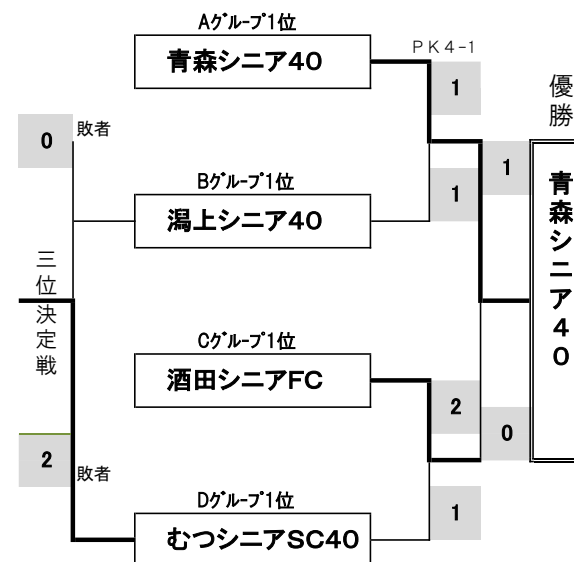 Aグループ1位
青森シニア40
PK4-1
1
優勝
0
敗者
1
1
Bグループ1位
潟上シニア40
青森シニア40
三位決定戦
Cグループ1位
酒田シニアFC
2
0
2
敗者
Dグループ1位
むつシニアSC40
1